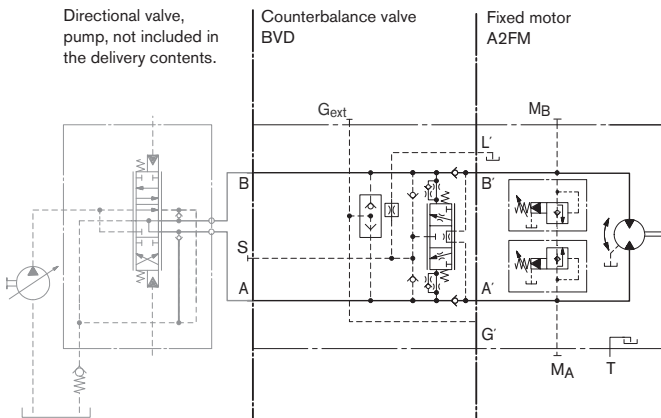 Directional valve,
pump, not included in
the delivery contents.
Counterbalance valve
BVD
Fixed motor
A2FM
Gext
MB
L′
B
B′
S
A
A′
G′
MA
T